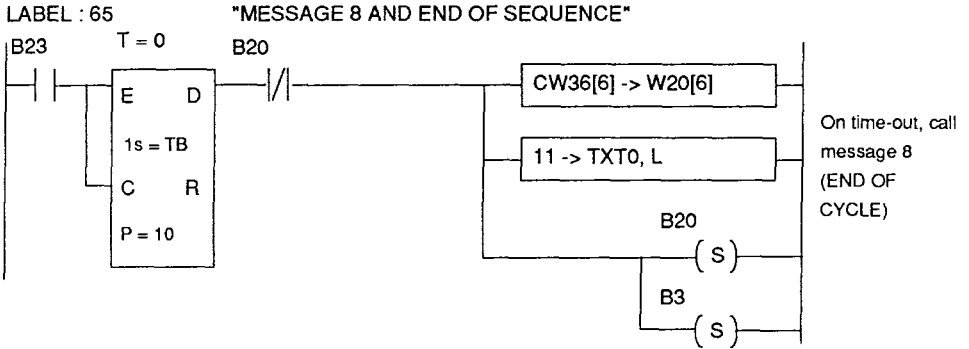 LABEL : 65 "MESSAGE 8 AND END OF SEQUENCE"
B23 T = 0 B20
E D
1s = TB
C R
P = 10
CW36[6] -> W20[6]
11 -> TXT0, L
B20
S
B3
S
On time-out, call
message 8
(END OF
CYCLE)